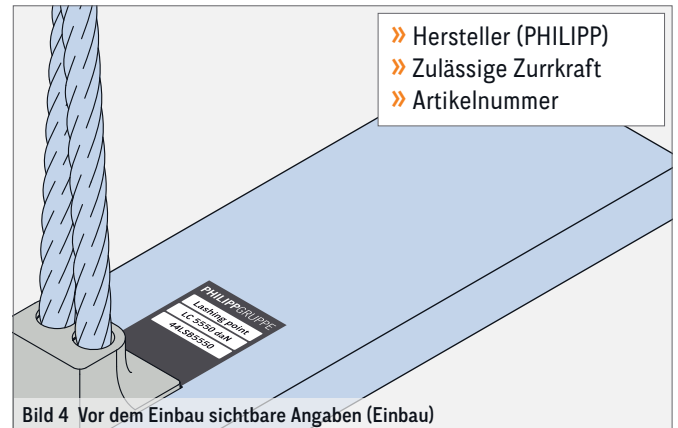 » Hersteller (PHILIPP)
» Zulässige Zurrkraft
» Artikelnummer
PHILIPPGRUPPE
Lashing point
LC 5550 daN
44LSB5550
Bild 4 Vor dem Einbau sichtbare Angaben (Einbau)